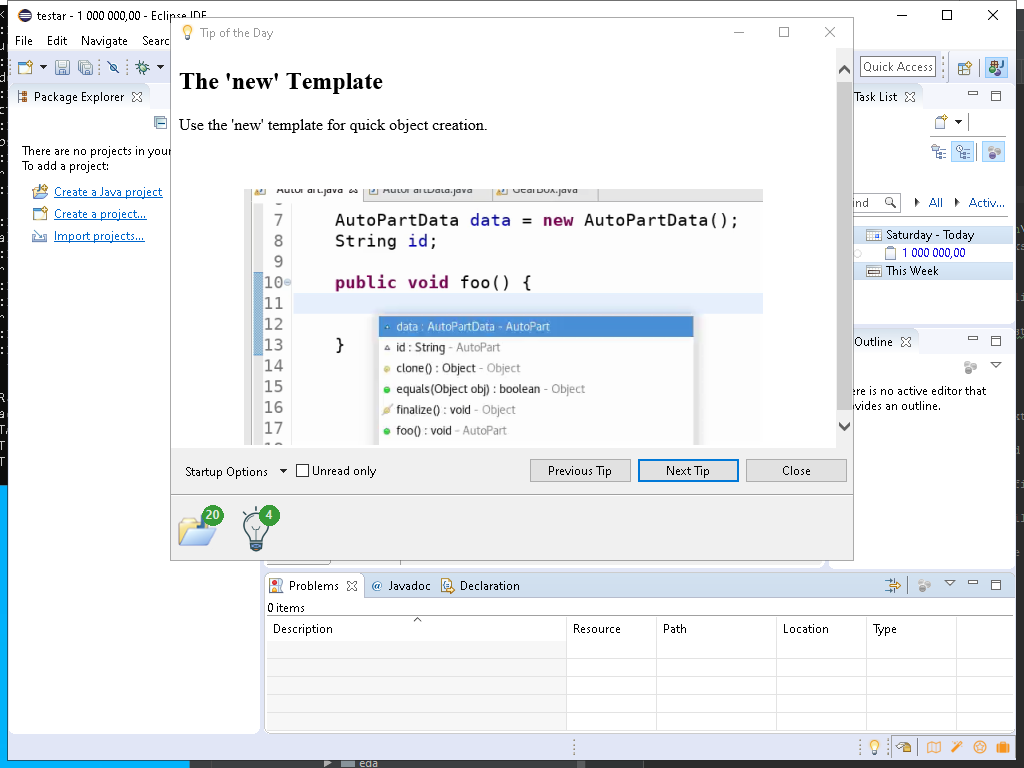 testar - 1 000 000,00 - Eclipse IDE
File Edit Navigate Searc
Quick Access
Package Explorer
There are no projects in your
To add a project:
Create a Java project
Create a project...
Import projects...
Tip of the Day
The 'new' Template
Use the 'new' template for quick object creation.
AutoPart.java AutoPartData.java GearBox.java
7 AutoPartData data = new AutoPartData();
8 String id;
9
10 public void foo() {
11
12
13 }
14
15
16
17
data : AutoPartData - AutoPart
id : String - AutoPart
clone() : Object - Object
equals(Object obj) : boolean - Object
finalize() : void - Object
foo() : void - AutoPart
Startup Options Unread only Previous Tip Next Tip Close
20 4
Task List
All Activ...
Saturday - Today
1 000 000,00
This Week
Outline
ere is no active editor that
vides an outline.
Problems @ Javadoc Declaration
0 items
Description Resource Path Location Type
eda